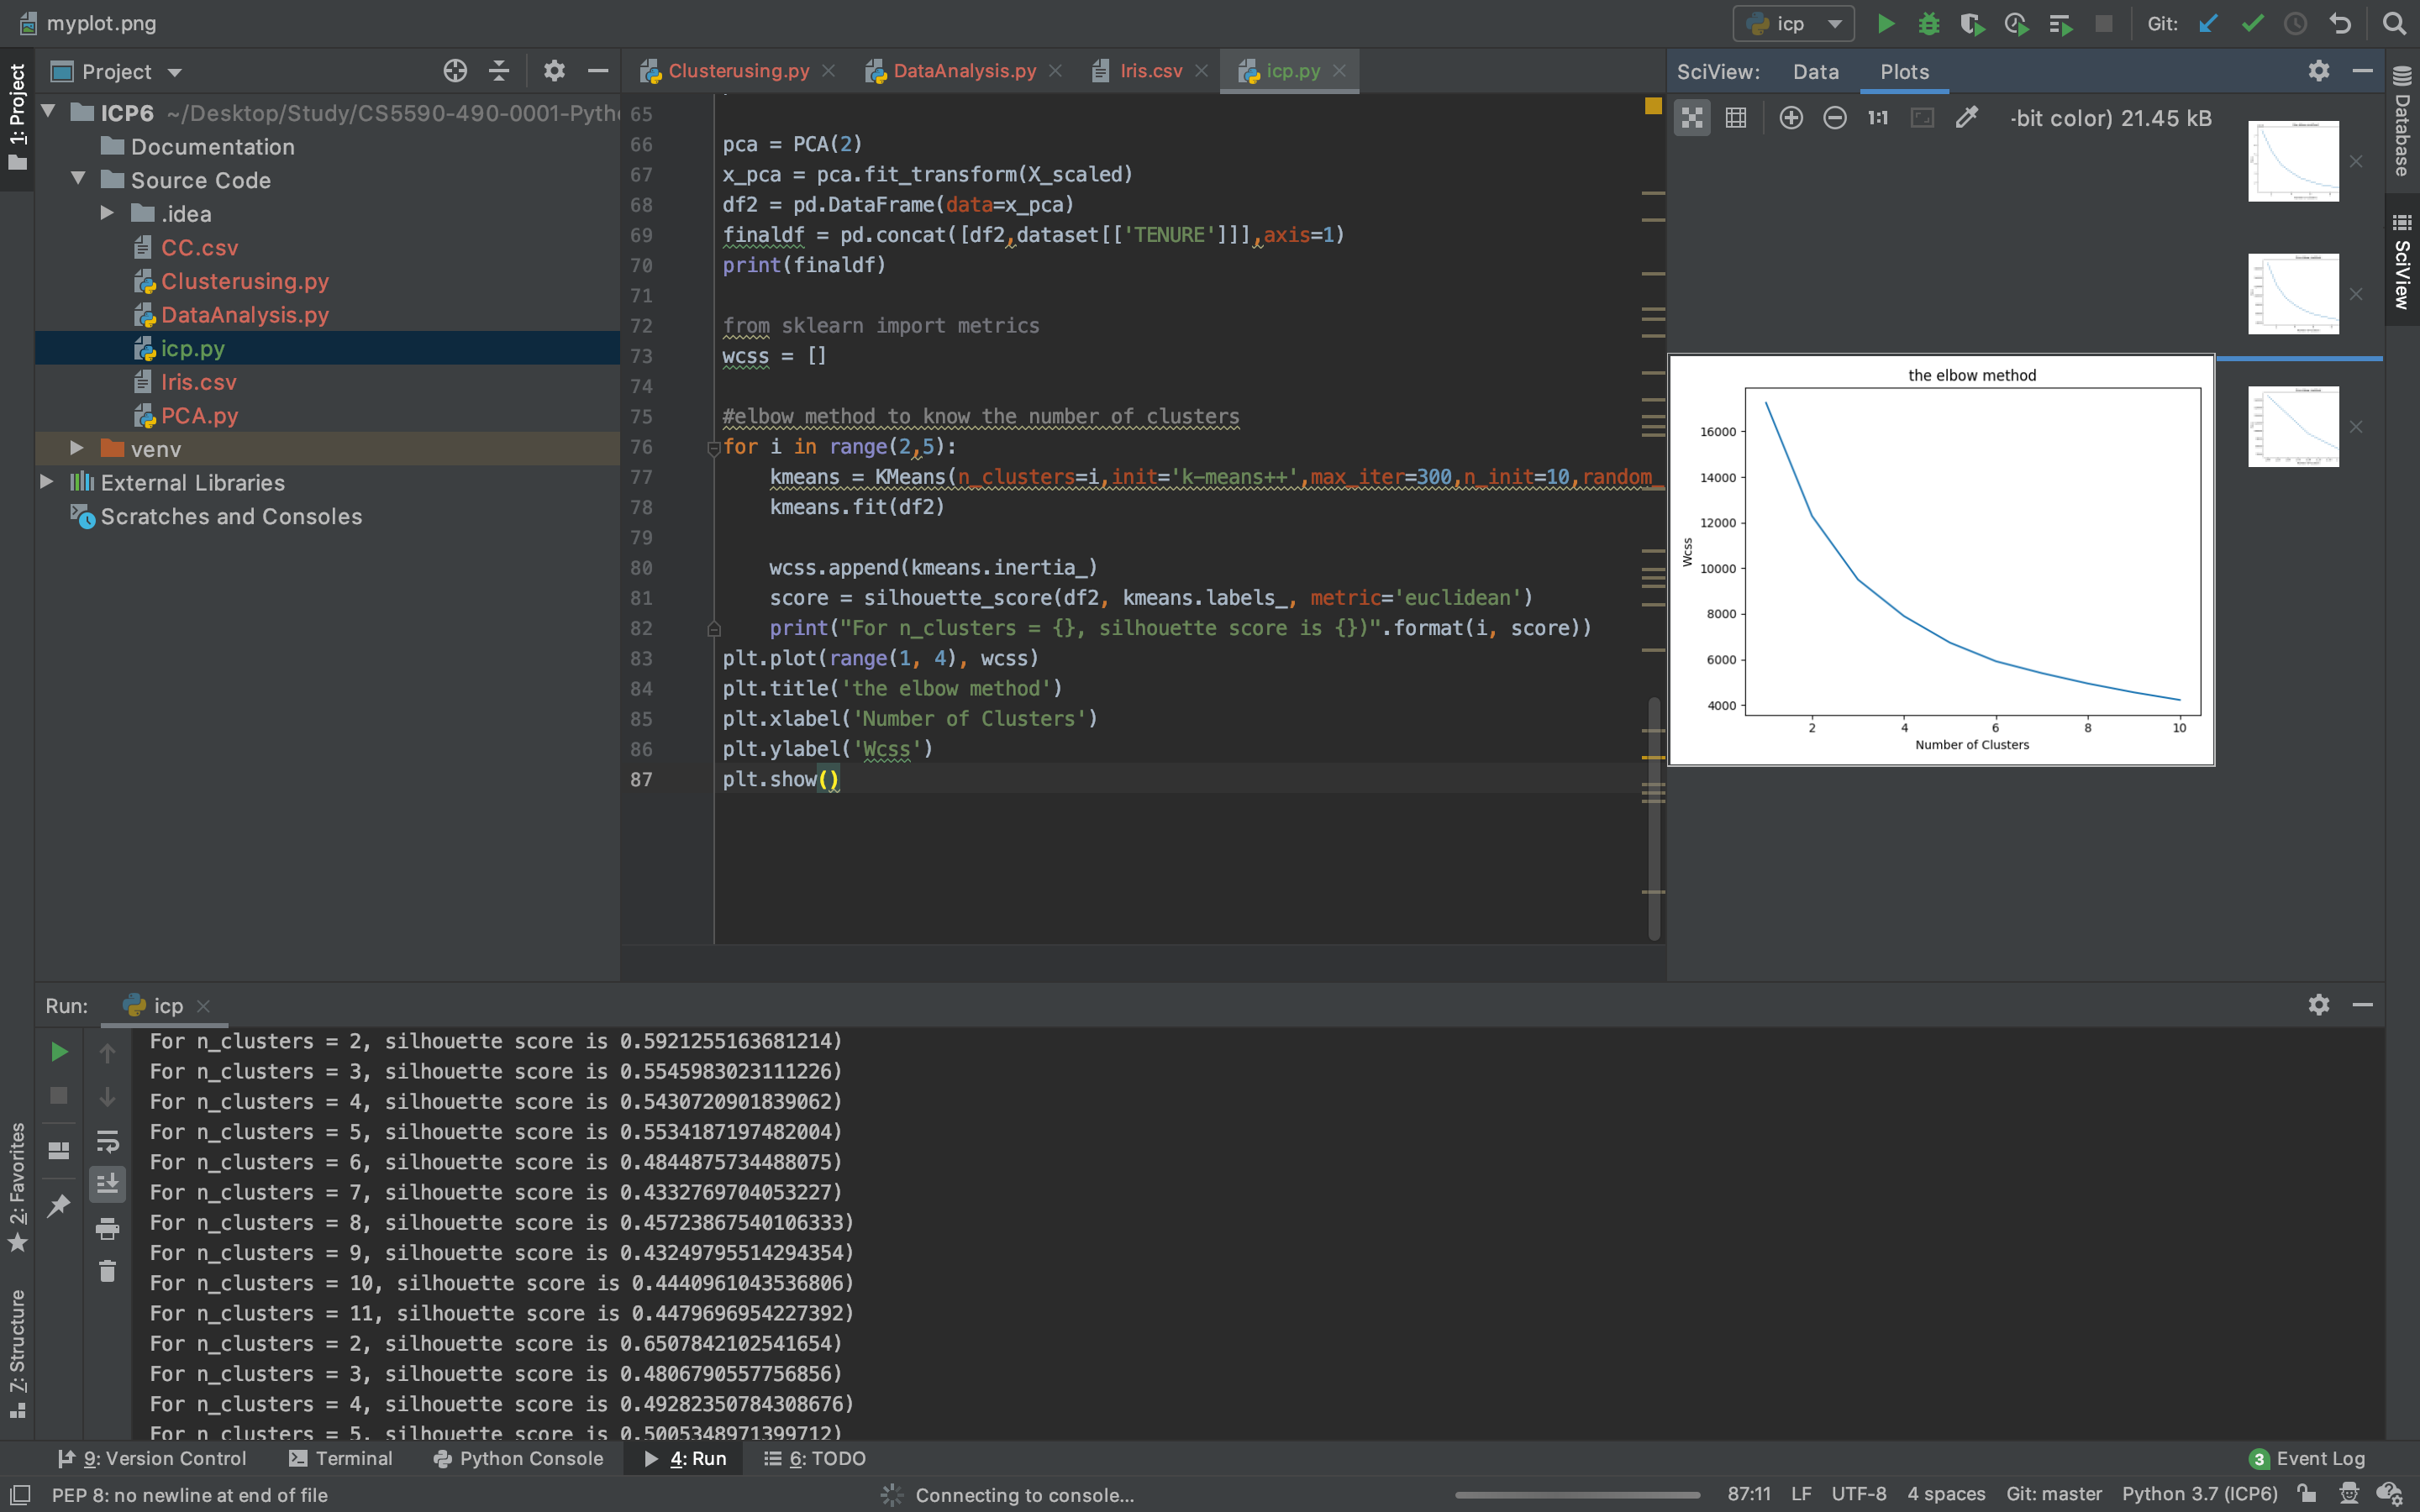 myplot.png
icp
Git:
1: Project
Project
ICP6 ~/Desktop/Study/CS5590-490-0001-Pyth
Documentation
Source Code
.idea
CC.csv
Clusterusing.py
DataAnalysis.py
icp.py
Iris.csv
PCA.py
venv
External Libraries
Scratches and Consoles
Clusterusing.py
DataAnalysis.py
Iris.csv
icp.py
65
66 pca = PCA(2)
67 x_pca = pca.fit_transform(X_scaled)
68 df2 = pd.DataFrame(data=x_pca)
69 finaldf = pd.concat([df2,dataset[['TENURE']]],axis=1)
70 print(finaldf)
71
72 from sklearn import metrics
73 wcss = []
74
75 #elbow method to know the number of clusters
76 for i in range(2,5):
77 kmeans = KMeans(n_clusters=i,init='k-means++',max_iter=300,n_init=10,random_
78 kmeans.fit(df2)
79
80 wcss.append(kmeans.inertia_)
81 score = silhouette_score(df2, kmeans.labels_, metric='euclidean')
82 print("For n_clusters = {}, silhouette score is {})".format(i, score))
83 plt.plot(range(1, 4), wcss)
84 plt.title('the elbow method')
85 plt.xlabel('Number of Clusters')
86 plt.ylabel('Wcss')
87 plt.show()
SciView: Data Plots
1:1
-bit color) 21.45 kB
the elbow method
Wcss
16000
14000
12000
10000
8000
6000
4000
2 4 6 8 10
Number of Clusters
Database
SciView
Run: icp
For n_clusters = 2, silhouette score is 0.5921255163681214)
For n_clusters = 3, silhouette score is 0.5545983023111226)
For n_clusters = 4, silhouette score is 0.5430720901839062)
For n_clusters = 5, silhouette score is 0.5534187197482004)
For n_clusters = 6, silhouette score is 0.4844875734488075)
For n_clusters = 7, silhouette score is 0.4332769704053227)
For n_clusters = 8, silhouette score is 0.45723867540106333)
For n_clusters = 9, silhouette score is 0.43249795514294354)
For n_clusters = 10, silhouette score is 0.4440961043536806)
For n_clusters = 11, silhouette score is 0.4479696954227392)
For n_clusters = 2, silhouette score is 0.6507842102541654)
For n_clusters = 3, silhouette score is 0.4806790557756856)
For n_clusters = 4, silhouette score is 0.49282350784308676)
For n_clusters = 5, silhouette score is 0.5005348971399712)
2: Favorites
7: Structure
9: Version Control
Terminal
Python Console
4: Run
6: TODO
3 Event Log
PEP 8: no newline at end of file
Connecting to console...
87:11 LF UTF-8 4 spaces Git: master Python 3.7 (ICP6)